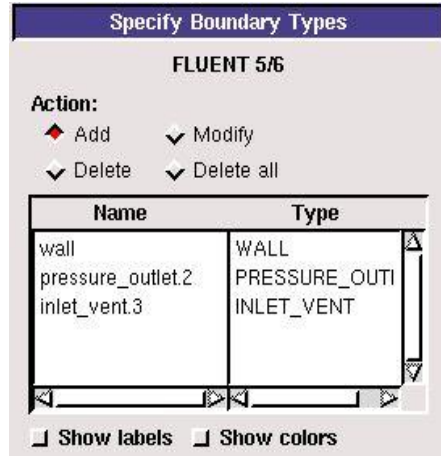 Specify Boundary Types
FLUENT 5/6
Action:
Add Modify
Delete Delete all
Name Type
wall WALL
pressure_outlet.2 PRESSURE_OUTI
inlet_vent.3 INLET_VENT
Show labels Show colors